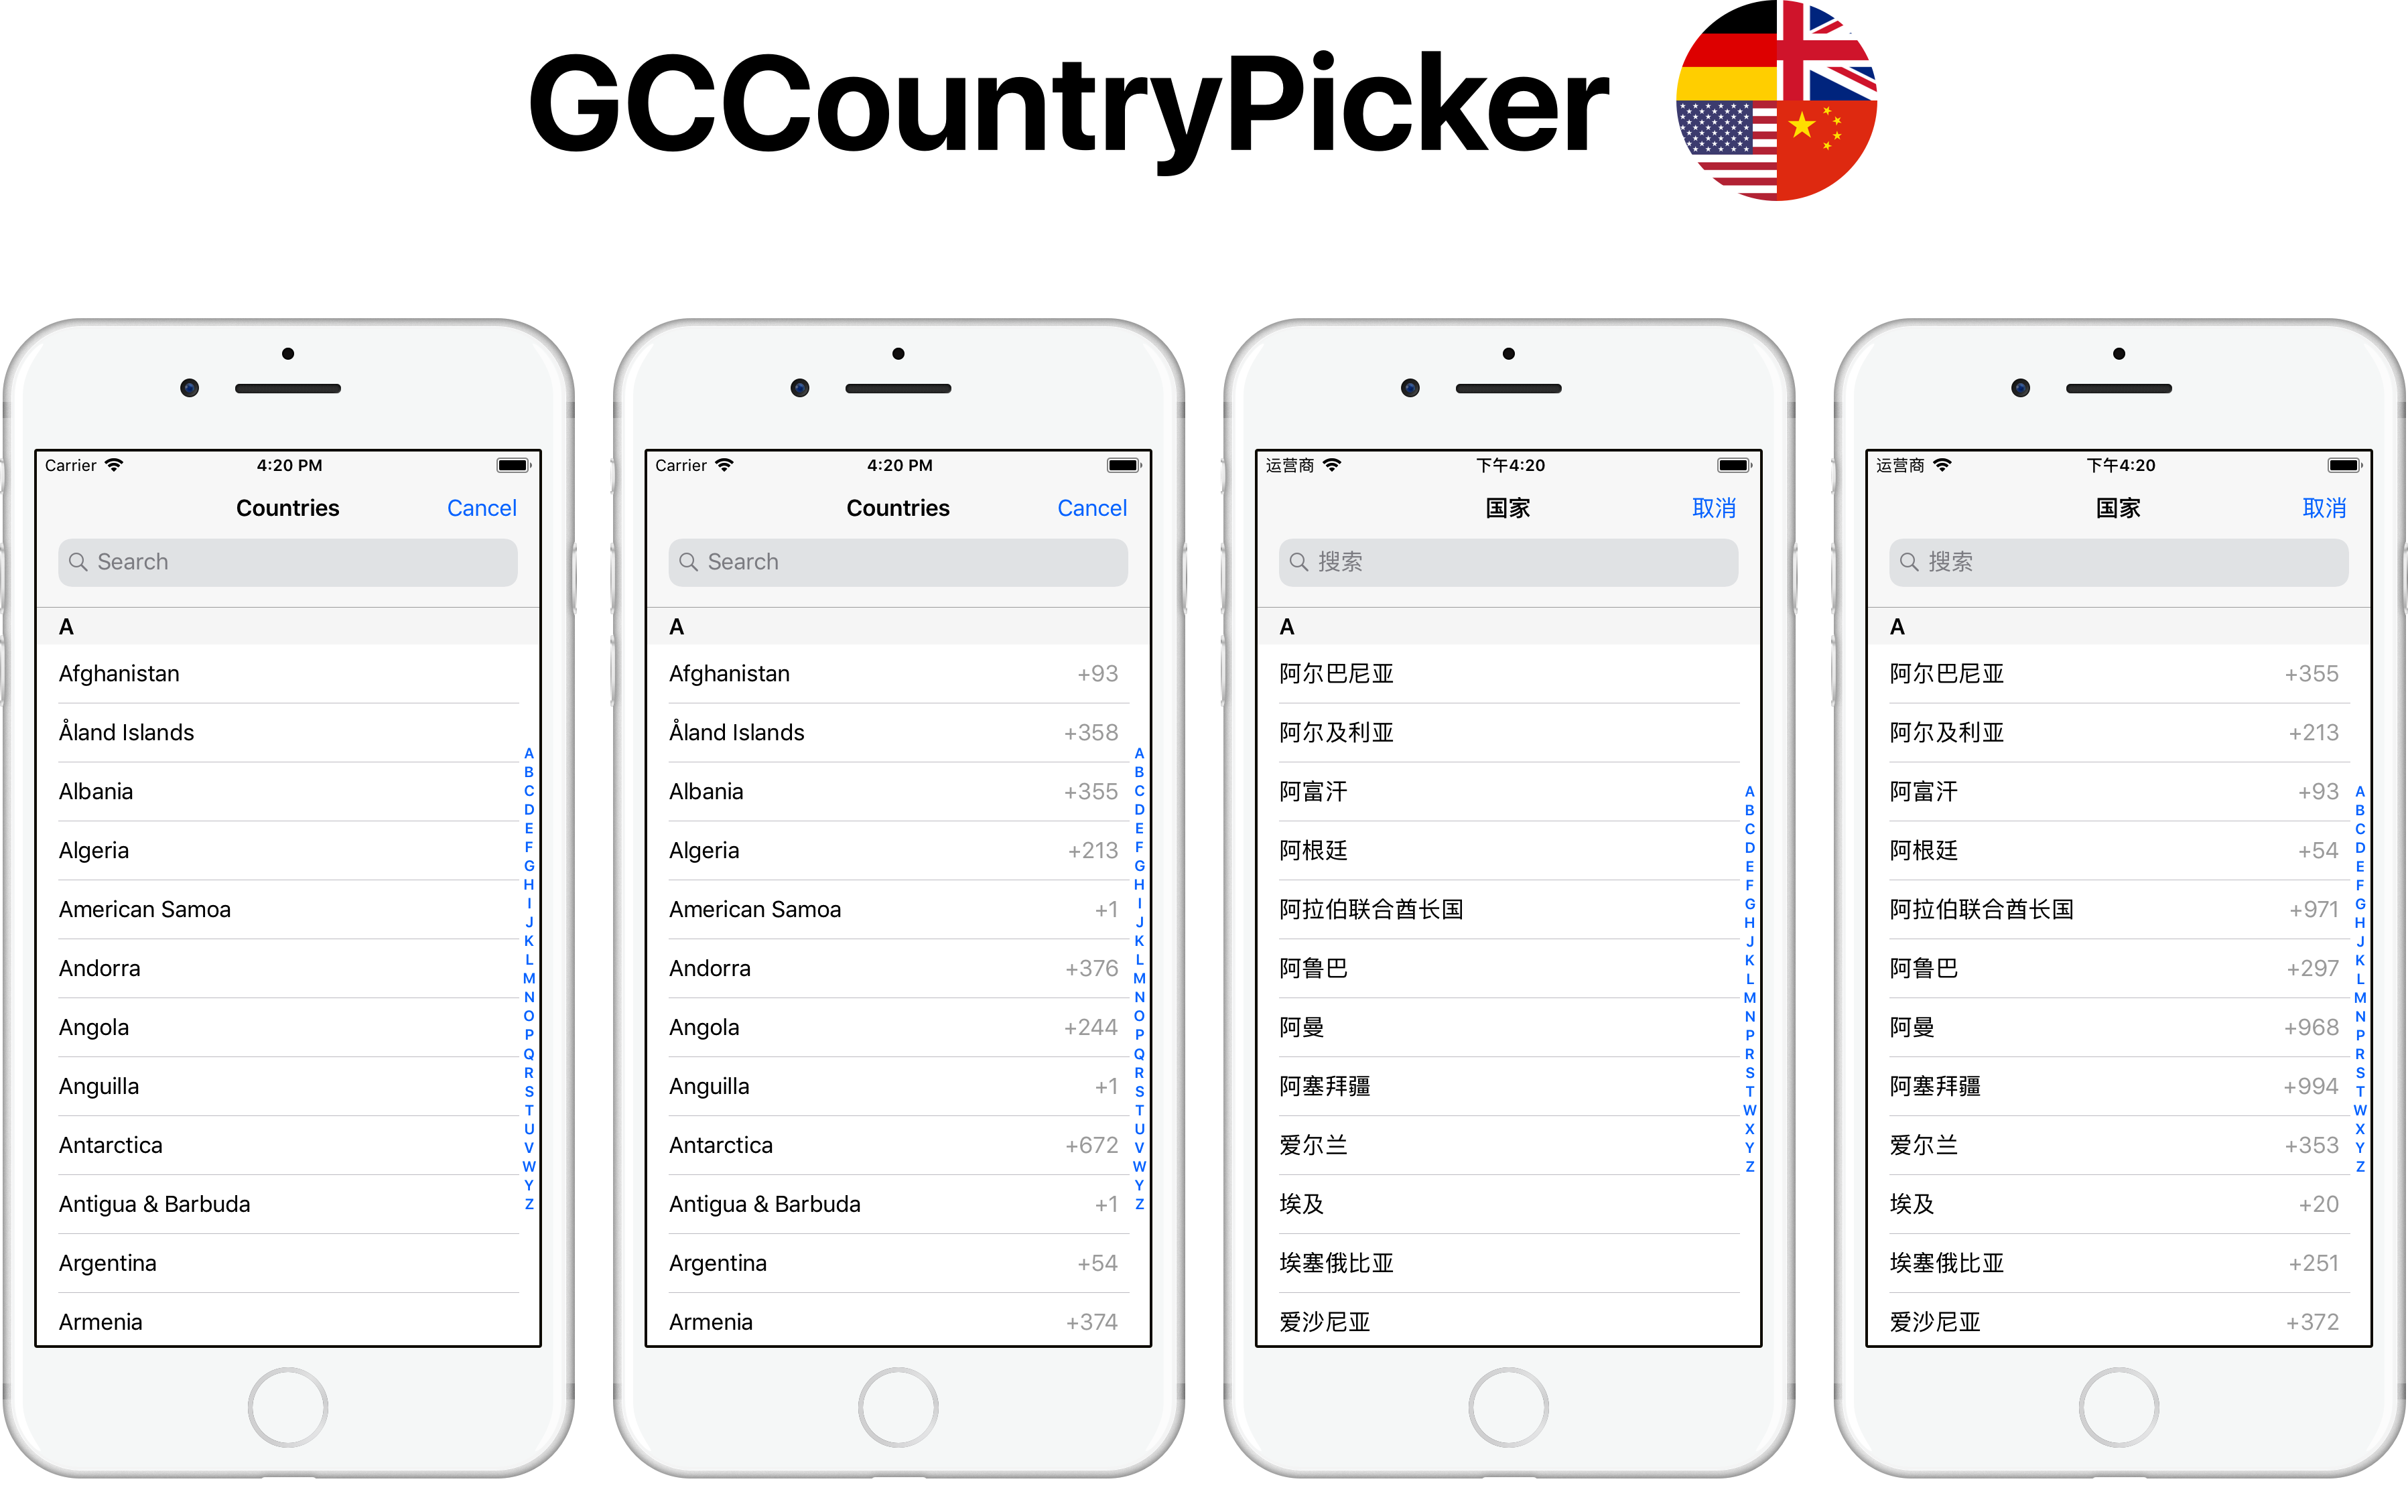 GCCountryPicker
Carrier 4:20 PM
Countries Cancel
Search
A
Afghanistan
Åland Islands
Albania
Algeria
American Samoa
Andorra
Angola
Anguilla
Antarctica
Antigua & Barbuda
Argentina
Armenia
A
B
C
D
E
F
G
H
I
J
K
L
M
N
O
P
Q
R
S
T
U
V
W
Y
Z
Carrier 4:20 PM
Countries Cancel
Search
A
Afghanistan +93
Åland Islands +358
Albania +355
Algeria +213
American Samoa +1
Andorra +376
Angola +244
Anguilla +1
Antarctica +672
Antigua & Barbuda +1
Argentina +54
Armenia +374
A
B
C
D
E
F
G
H
I
J
K
L
M
N
O
P
Q
R
S
T
U
V
W
Y
Z
运营商 下午4:20
国家 取消
搜索
A
阿尔巴尼亚
阿尔及利亚
阿富汗
阿根廷
阿拉伯联合酋长国
阿鲁巴
阿曼
阿塞拜疆
爱尔兰
埃及
埃塞俄比亚
爱沙尼亚
A
B
C
D
E
F
G
H
J
K
L
M
N
P
R
S
T
W
X
Y
Z
运营商 下午4:20
国家 取消
搜索
A
阿尔巴尼亚 +355
阿尔及利亚 +213
阿富汗 +93
阿根廷 +54
阿拉伯联合酋长国 +971
阿鲁巴 +297
阿曼 +968
阿塞拜疆 +994
爱尔兰 +353
埃及 +20
埃塞俄比亚 +251
爱沙尼亚 +372
A
B
C
D
E
F
G
H
J
K
L
M
N
P
R
S
T
W
X
Y
Z